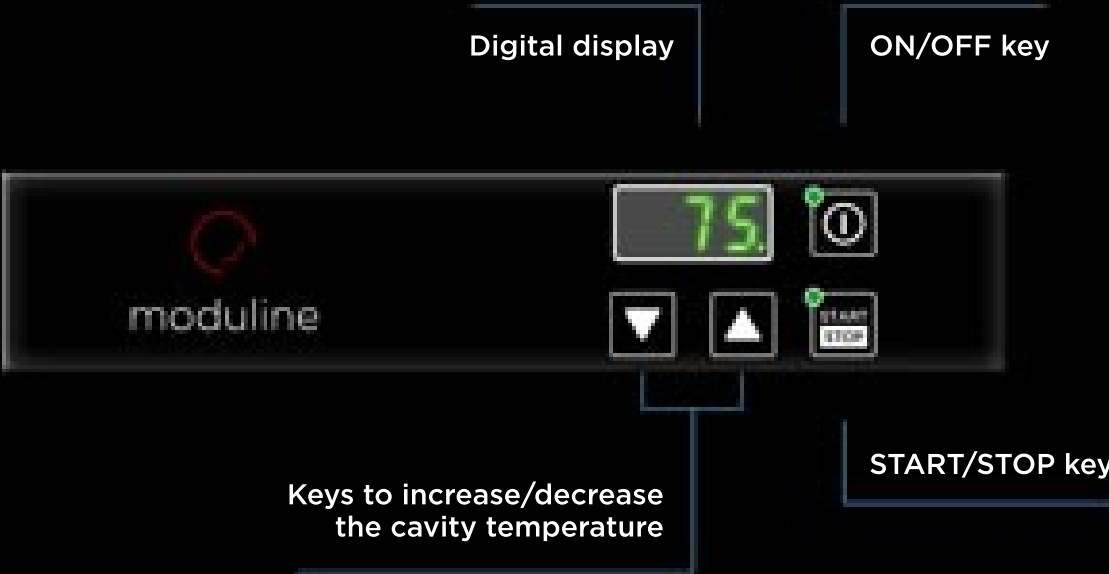 Digital display
ON/OFF key
75.
moduline
START
STOP
START/STOP key
Keys to increase/decrease
the cavity temperature